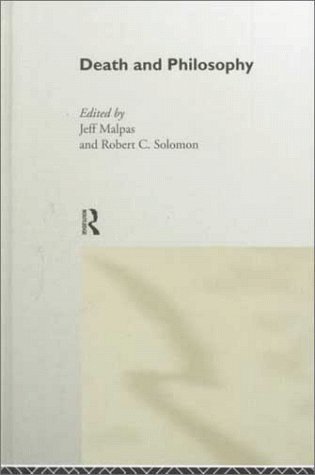 Death and Philosophy
Edited by
Jeff Malpas
and Robert C. Solomon
R